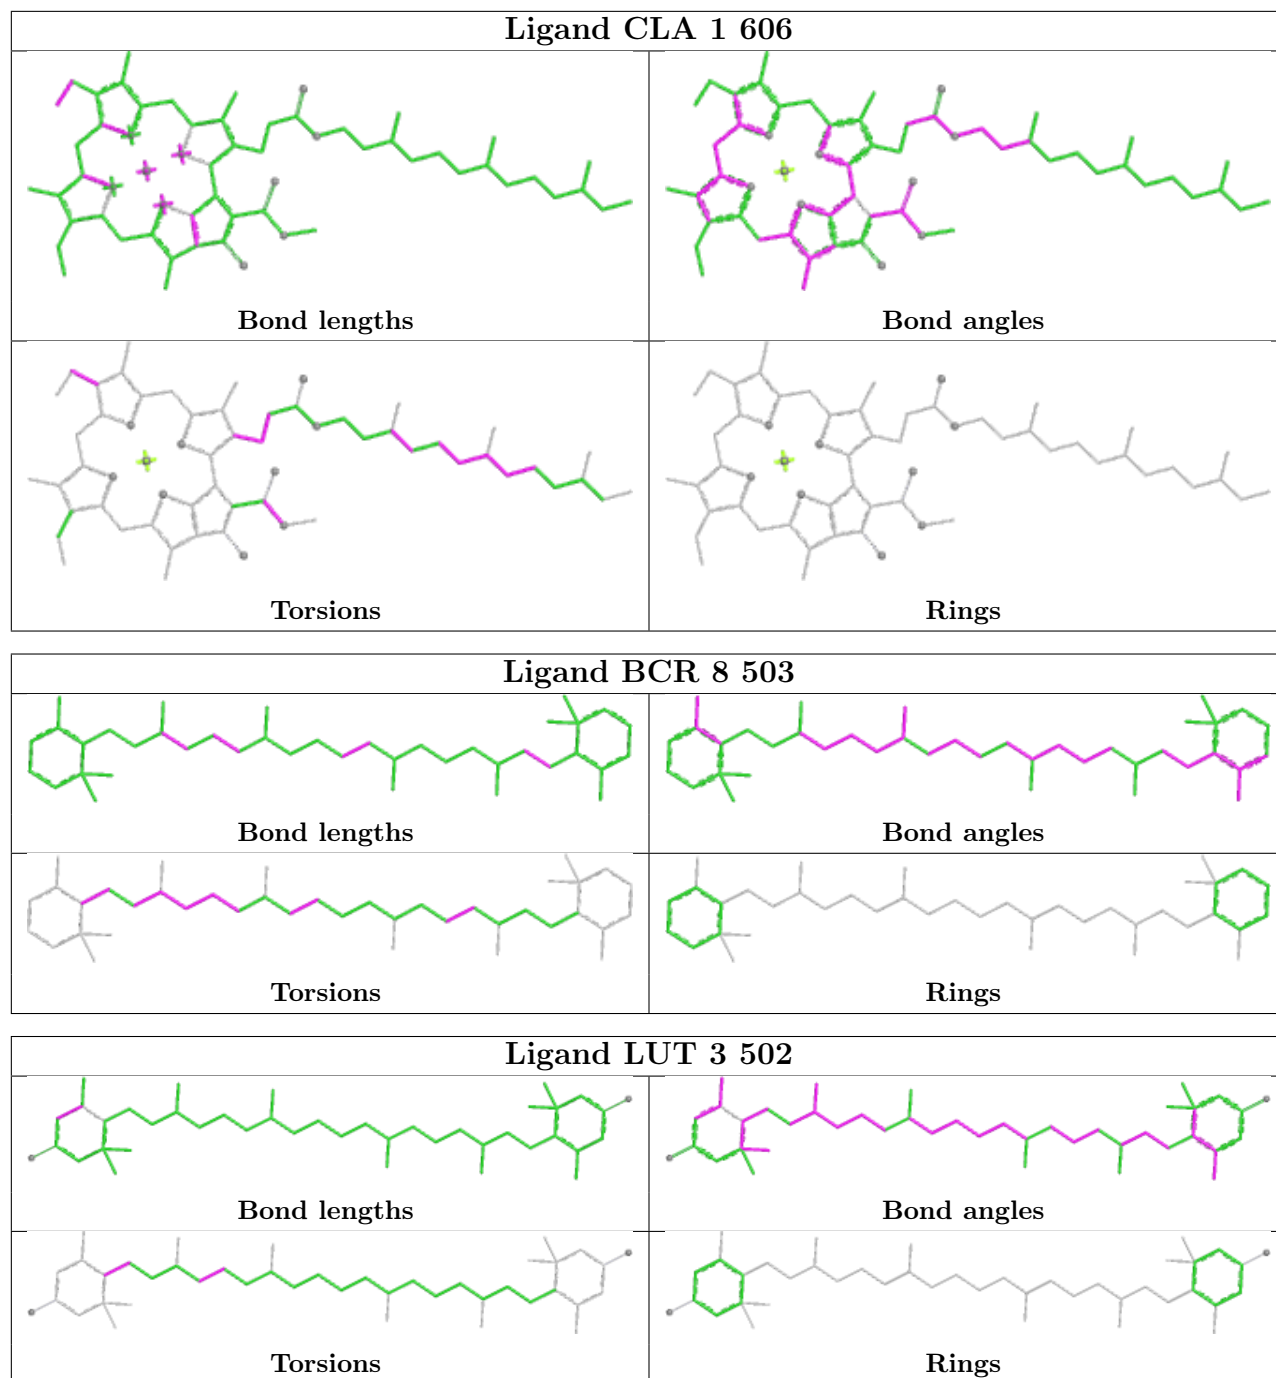 Ligand CLA 1 606
Bond lengths
Bond angles
Torsions
Rings
Ligand BCR 8 503
Bond lengths
Bond angles
Torsions
Rings
Ligand LUT 3 502
Bond lengths
Bond angles
Torsions
Rings